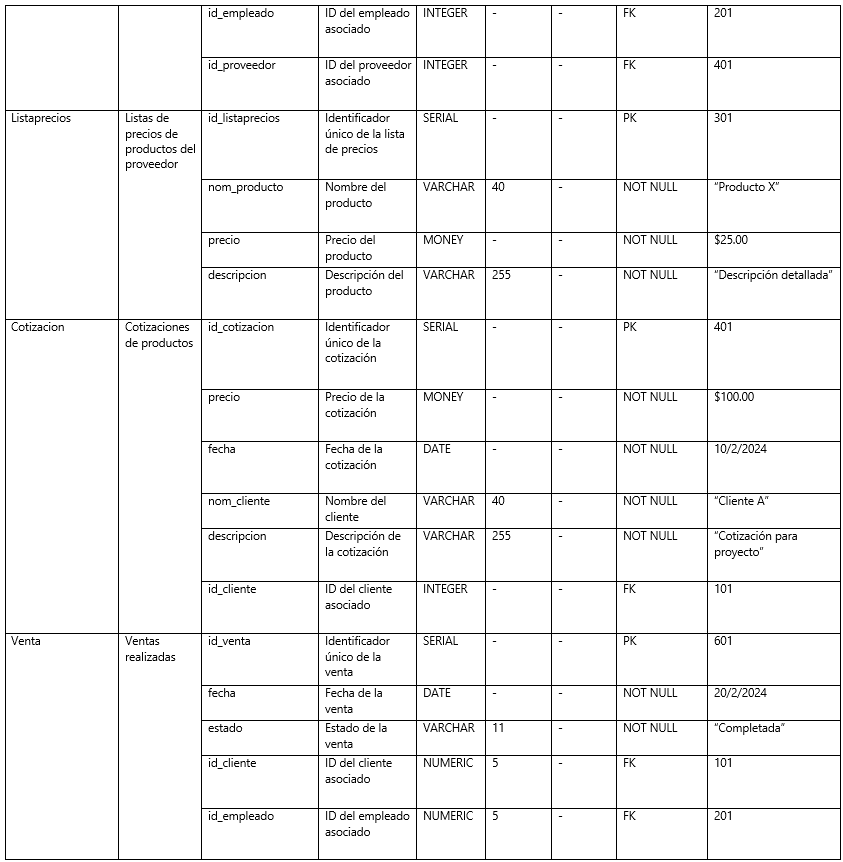 id_empleado ID del empleado INTEGER - - FK 201
asociado
id_proveedor ID del proveedor INTEGER - - FK 401
asociado
Listaprecios Listas de id_listaprecios Identificador SERIAL - - PK 301
precios de único de la lista
productos del de precios
proveedor
nom_producto Nombre del VARCHAR 40 - NOT NULL “Producto X”
producto
precio Precio del MONEY - - NOT NULL $25.00
producto
descripcion Descripción del VARCHAR 255 - NOT NULL “Descripción detallada”
producto
Cotizacion Cotizaciones id_cotizacion Identificador SERIAL - - PK 401
de productos único de la
cotización
precio Precio de la MONEY - - NOT NULL $100.00
cotización
fecha Fecha de la DATE - - NOT NULL 10/2/2024
cotización
nom_cliente Nombre del VARCHAR 40 - NOT NULL “Cliente A”
cliente
descripcion Descripción de VARCHAR 255 - NOT NULL “Cotización para
la cotización proyecto”
id_cliente ID del cliente INTEGER - - FK 101
asociado
Venta Ventas id_venta Identificador SERIAL - - PK 601
realizadas único de la
venta
fecha Fecha de la DATE - - NOT NULL 20/2/2024
venta
estado Estado de la VARCHAR 11 - NOT NULL “Completada”
venta
id_cliente ID del cliente NUMERIC 5 - FK 101
asociado
id_empleado ID del empleado NUMERIC 5 - FK 201
asociado